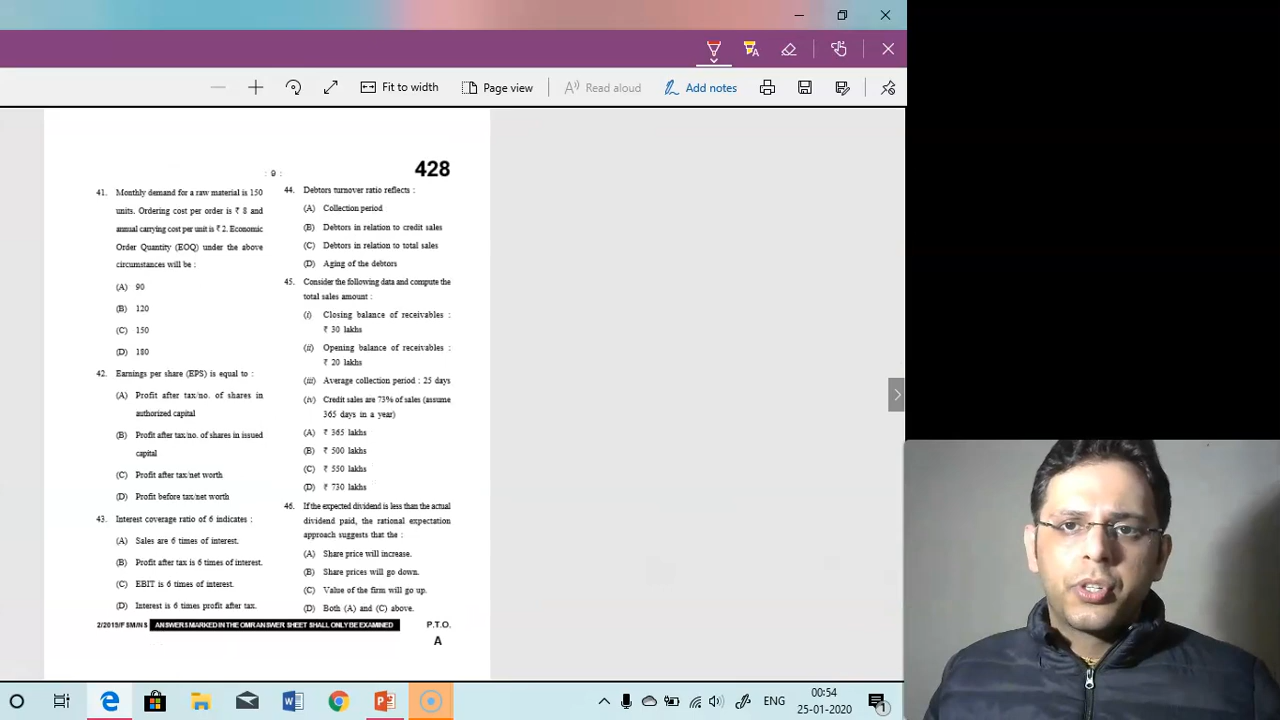 Fit to width
Page view
Read aloud
Add notes
: 9 :
428
41. Monthly demand for a raw material is 150
units. Ordering cost per order is ₹ 8 and
annual carrying cost per unit is ₹ 2. Economic
Order Quantity (EOQ) under the above
circumstances will be :
(A) 90
(B) 120
(C) 150
(D) 180
42. Earnings per share (EPS) is equal to :
(A) Profit after tax/no. of shares in
authorized capital
(B) Profit after tax/no. of shares in issued
capital
(C) Profit after tax/net worth
(D) Profit before tax/net worth
43. Interest coverage ratio of 6 indicates :
(A) Sales are 6 times of interest.
(B) Profit after tax is 6 times of interest.
(C) EBIT is 6 times of interest.
(D) Interest is 6 times profit after tax.
44. Debtors turnover ratio reflects :
(A) Collection period
(B) Debtors in relation to credit sales
(C) Debtors in relation to total sales
(D) Aging of the debtors
45. Consider the following data and compute the
total sales amount :
(i) Closing balance of receivables :
₹ 30 lakhs
(ii) Opening balance of receivables :
₹ 20 lakhs
(iii) Average collection period : 25 days
(iv) Credit sales are 73% of sales (assume
365 days in a year)
(A) ₹ 365 lakhs
(B) ₹ 500 lakhs
(C) ₹ 550 lakhs
(D) ₹ 730 lakhs
46. If the expected dividend is less than the actual
dividend paid, the rational expectation
approach suggests that the :
(A) Share price will increase.
(B) Share prices will go down.
(C) Value of the firm will go up.
(D) Both (A) and (C) above.
2/2019/FSM/NS ANSWERS MARKED IN THE OMR ANSWER SHEET SHALL ONLY BE EXAMINED P.T.O.
A
ENG
00:54
25-01-2020